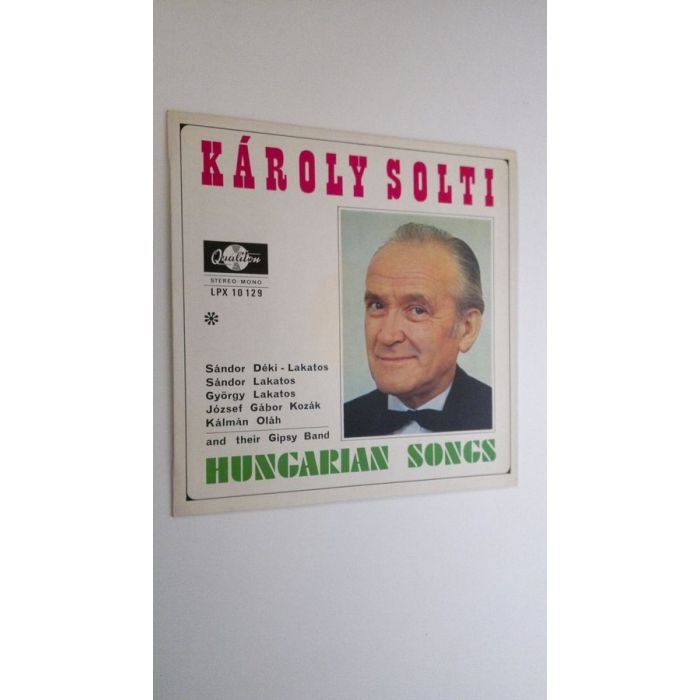 KÁROLY SOLTI
Qualiton
STEREO-MONO
LPX 10129
*
Sándor Déki - Lakatos
Sándor Lakatos
György Lakatos
József Gábor Kozák
Kálmán Oláh
and their Gipsy Band
HUNGARIAN SONGS